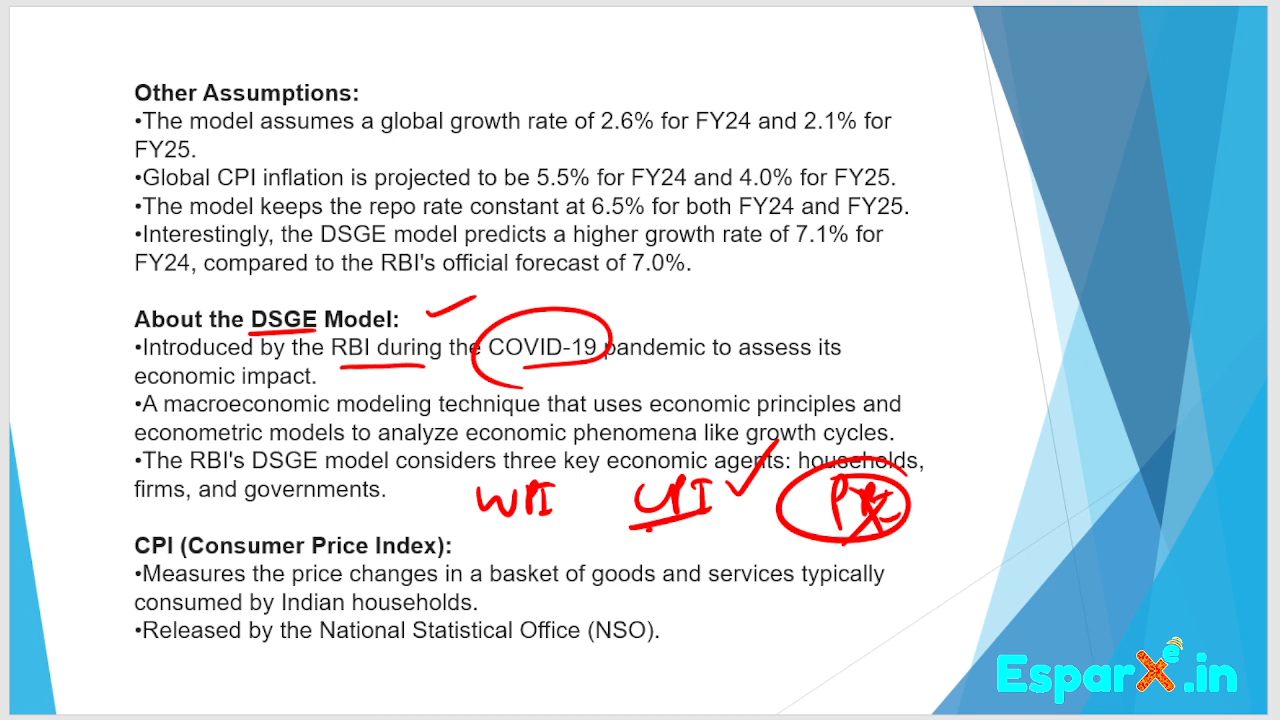 Other Assumptions:
•The model assumes a global growth rate of 2.6% for FY24 and 2.1% for
FY25.
•Global CPI inflation is projected to be 5.5% for FY24 and 4.0% for FY25.
•The model keeps the repo rate constant at 6.5% for both FY24 and FY25.
•Interestingly, the DSGE model predicts a higher growth rate of 7.1% for
FY24, compared to the RBI's official forecast of 7.0%.
About the DSGE Model:
•Introduced by the RBI during the COVID-19 pandemic to assess its
economic impact.
•A macroeconomic modeling technique that uses economic principles and
econometric models to analyze economic phenomena like growth cycles.
•The RBI's DSGE model considers three key economic agents: households,
firms, and governments.
WPI CPI
CPI (Consumer Price Index):
•Measures the price changes in a basket of goods and services typically
consumed by Indian households.
•Released by the National Statistical Office (NSO).
EsparXe.in